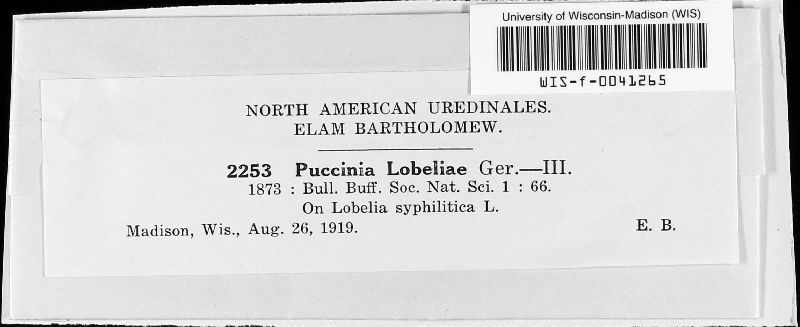 University of Wisconsin-Madison (WIS)
WIS-f-0041265
NORTH AMERICAN UREDINALES.
ELAM BARTHOLOMEW.
2253 Puccinia Lobeliae Ger.—III.
1873 : Bull. Buff. Soc. Nat. Sci. 1 : 66.
On Lobelia syphilitica L.
Madison, Wis., Aug. 26, 1919. E. B.